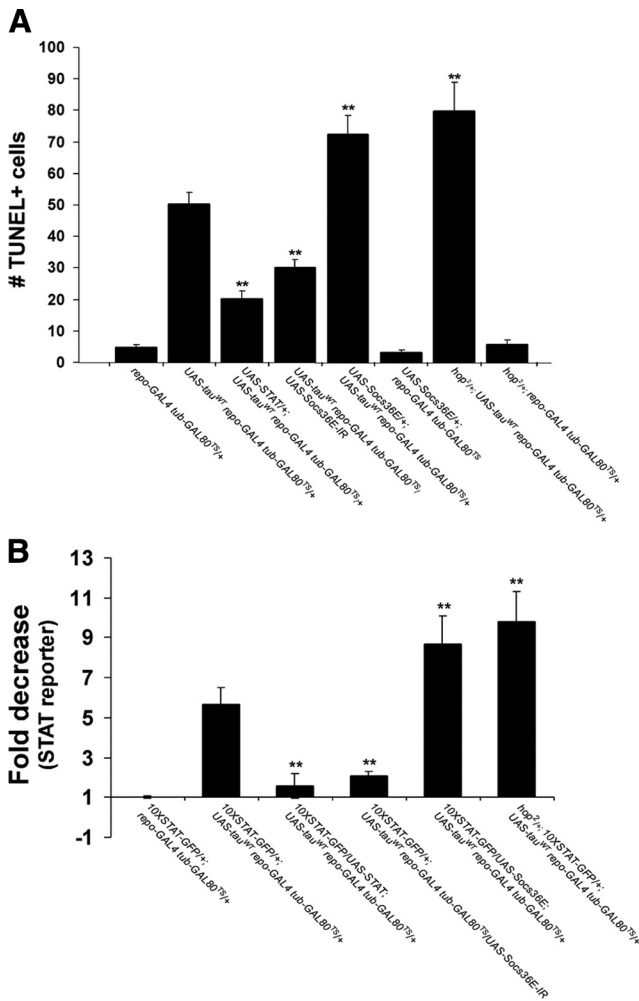 A
# TUNEL+ cells
100
90
80
70
60
50
40
30
20
10
0
**
**
**
**
repo-GAL4 tub-GAL80TS/+
UAS-tauWT repo-GAL4 tub-GAL80TS/+
UAS-STAT/+;
UAS-tauWT repo-GAL4 tub-GAL80TS/+
UAS-Socs36E-IR
UAS-tauWT repo-GAL4 tub-GAL80TS/
UAS-Socs36E/+;
UAS-tauWT repo-GAL4 tub-GAL80TS/+
UAS-Socs36E/+;
repo-GAL4 tub-GAL80TS
hop2/+; UAS-tauWT repo-GAL4 tub-GAL80TS/+
hop2/+; repo-GAL4 tub-GAL80TS/+
B
Fold decrease
(STAT reporter)
13
11
9
7
5
3
1
-1
**
**
**
**
10XSTAT-GFP/+;
repo-GAL4 tub-GAL80TS/+
10XSTAT-GFP/+;
UAS-tauWT repo-GAL4 tub-GAL80TS/+
10XSTAT-GFP/UAS-STAT;
UAS-tauWT repo-GAL4 tub-GAL80TS/+
10XSTAT-GFP/+;
UAS-tauWT repo-GAL4 tub-GAL80TS/UAS-Socs36E-IR
10XSTAT-GFP/UAS-Socs36E;
UAS-tauWT repo-GAL4 tub-GAL80TS/+
hop2/+; 10XSTAT-GFP/+;
UAS-tauWT repo-GAL4 tub-GAL80TS/+